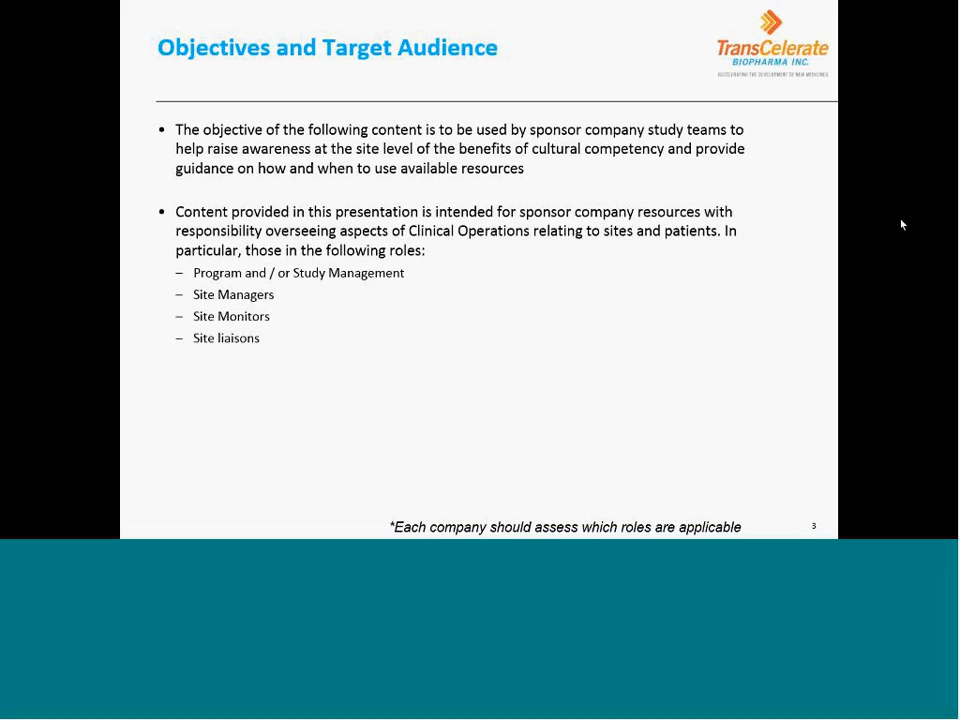 Objectives and Target Audience
TransCelerate
BIOPHARMA INC.
ACCELERATING THE DEVELOPMENT OF NEW MEDICINES
• The objective of the following content is to be used by sponsor company study teams to
help raise awareness at the site level of the benefits of cultural competency and provide
guidance on how and when to use available resources
• Content provided in this presentation is intended for sponsor company resources with
responsibility overseeing aspects of Clinical Operations relating to sites and patients. In
particular, those in the following roles:
– Program and / or Study Management
– Site Managers
– Site Monitors
– Site liaisons
*Each company should assess which roles are applicable
3